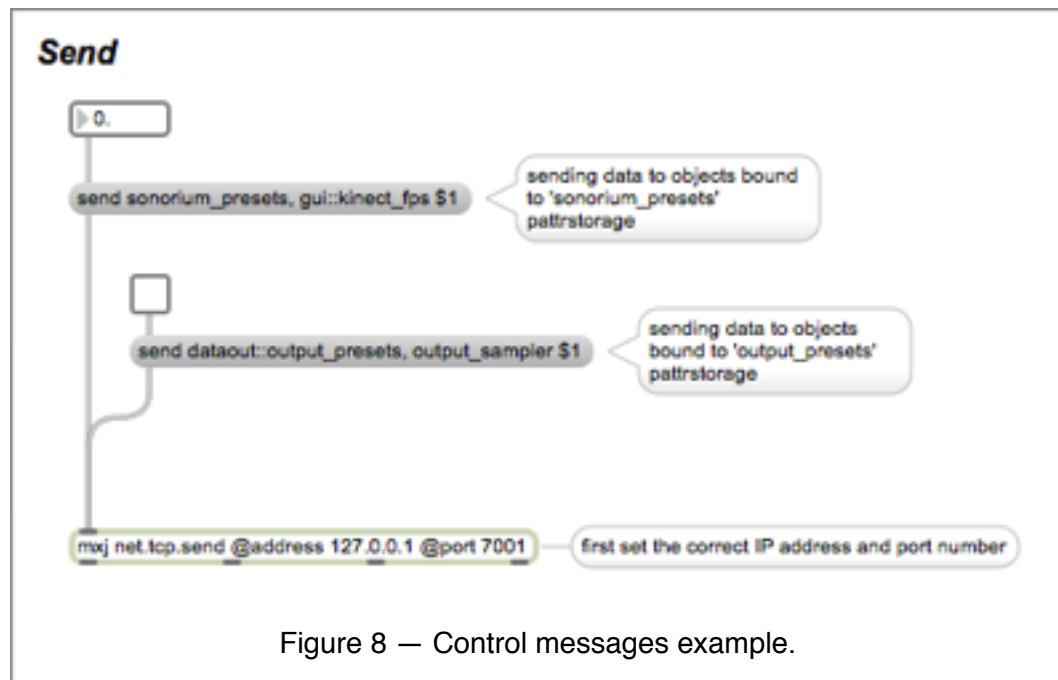 Send
0.
send sonorium_presets, gui::kinect_fps $1
sending data to objects bound
to 'sonorium_presets'
pattrstorage
send dataout::output_presets, output_sampler $1
sending data to objects
bound to 'output_presets'
pattrstorage
mxj net.tcp.send @address 127.0.0.1 @port 7001
first set the correct IP address and port number
Figure 8 — Control messages example.